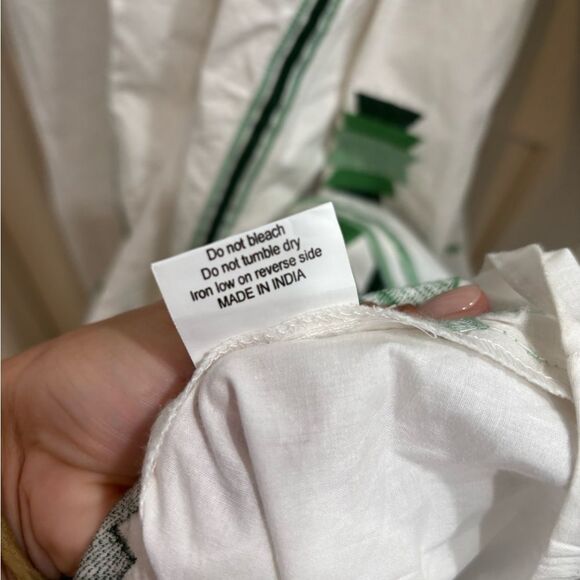 Do not bleach
Do not tumble dry
Iron low on reverse side
MADE IN INDIA